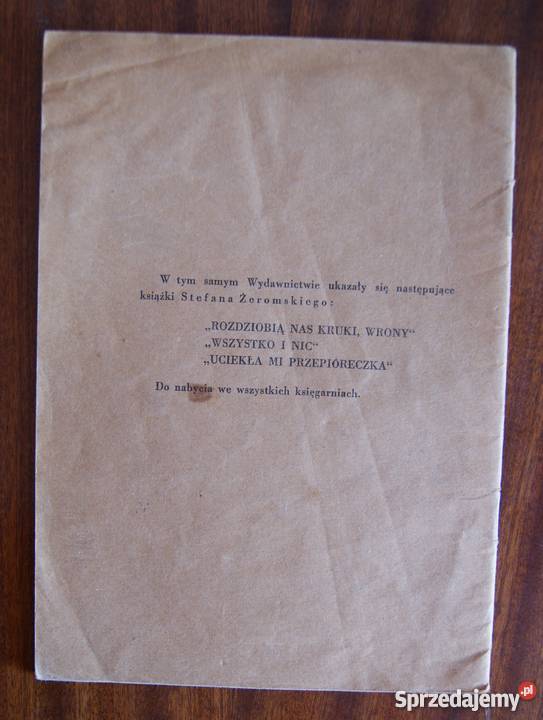 W tym samym Wydawnictwie ukazały się następujące
książki Stefana Żeromskiego:
„ROZDZIOBIĄ NAS KRUKI, WRONY“
„WSZYSTKO I NIC“
„UCIEKŁA MI PRZEPIÓRECZKA“
Do nabycia we wszystkich księgarniach.
Sprzedajemy.pl